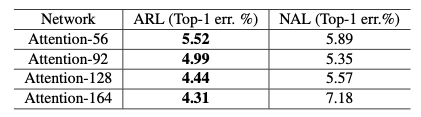 Network ARL (Top-1 err. %) NAL (Top-1 err.%)
Attention-56 5.52 5.89
Attention-92 4.99 5.35
Attention-128 4.44 5.57
Attention-164 4.31 7.18